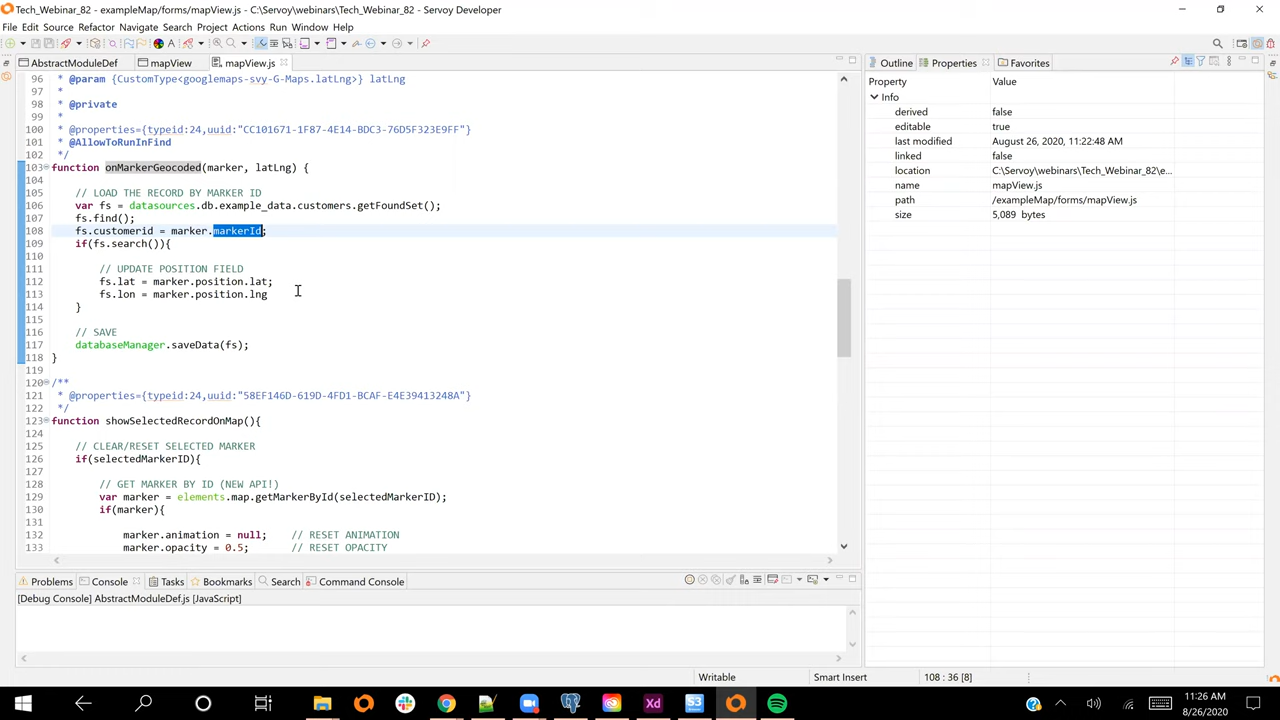 Tech_Webinar_82 - exampleMap/forms/mapView.js - C:\Servoy\webinars\Tech_Webinar_82 - Servoy Developer
File Edit Source Refactor Navigate Search Project Actions Run Window Help
AbstractModuleDef mapView mapView.js
96 * @param {CustomType<googlemaps-svy-G-Maps.latLng>} latLng
97 *
98 * @private
99 *
100 * @properties={typeid:24,uuid:"CC101671-1F87-4E14-BDC3-76D5F323E9FF"}
101 * @AllowToRunInFind
102 */
103 function onMarkerGeocoded(marker, latLng) {
104
105 // LOAD THE RECORD BY MARKER ID
106 var fs = datasources.db.example_data.customers.getFoundSet();
107 fs.find();
108 fs.customerid = marker.markerId;
109 if(fs.search()){
110
111 // UPDATE POSITION FIELD
112 fs.lat = marker.position.lat;
113 fs.lon = marker.position.lng
114 }
115
116 // SAVE
117 databaseManager.saveData(fs);
118 }
119
120 /**
121 * @properties={typeid:24,uuid:"58EF146D-619D-4FD1-BCAF-E4E39413248A"}
122 */
123 function showSelectedRecordOnMap(){
124
125 // CLEAR/RESET SELECTED MARKER
126 if(selectedMarkerID){
127
128 // GET MARKER BY ID (NEW API!)
129 var marker = elements.map.getMarkerById(selectedMarkerID);
130 if(marker){
131
132 marker.animation = null; // RESET ANIMATION
133 marker.opacity = 0.5; // RESET OPACITY
Outline Properties Favorites
Property Value
Info
derived false
editable true
last modified August 26, 2020, 11:22:48 AM
linked false
location C:\Servoy\webinars\Tech_Webinar_82\e...
name mapView.js
path /exampleMap/forms/mapView.js
size 5,089 bytes
Problems Console Tasks Bookmarks Search Command Console
[Debug Console] AbstractModuleDef.js [JavaScript]
Writable Smart Insert 108 : 36 [8]
Xd S3
11:26 AM
8/26/2020